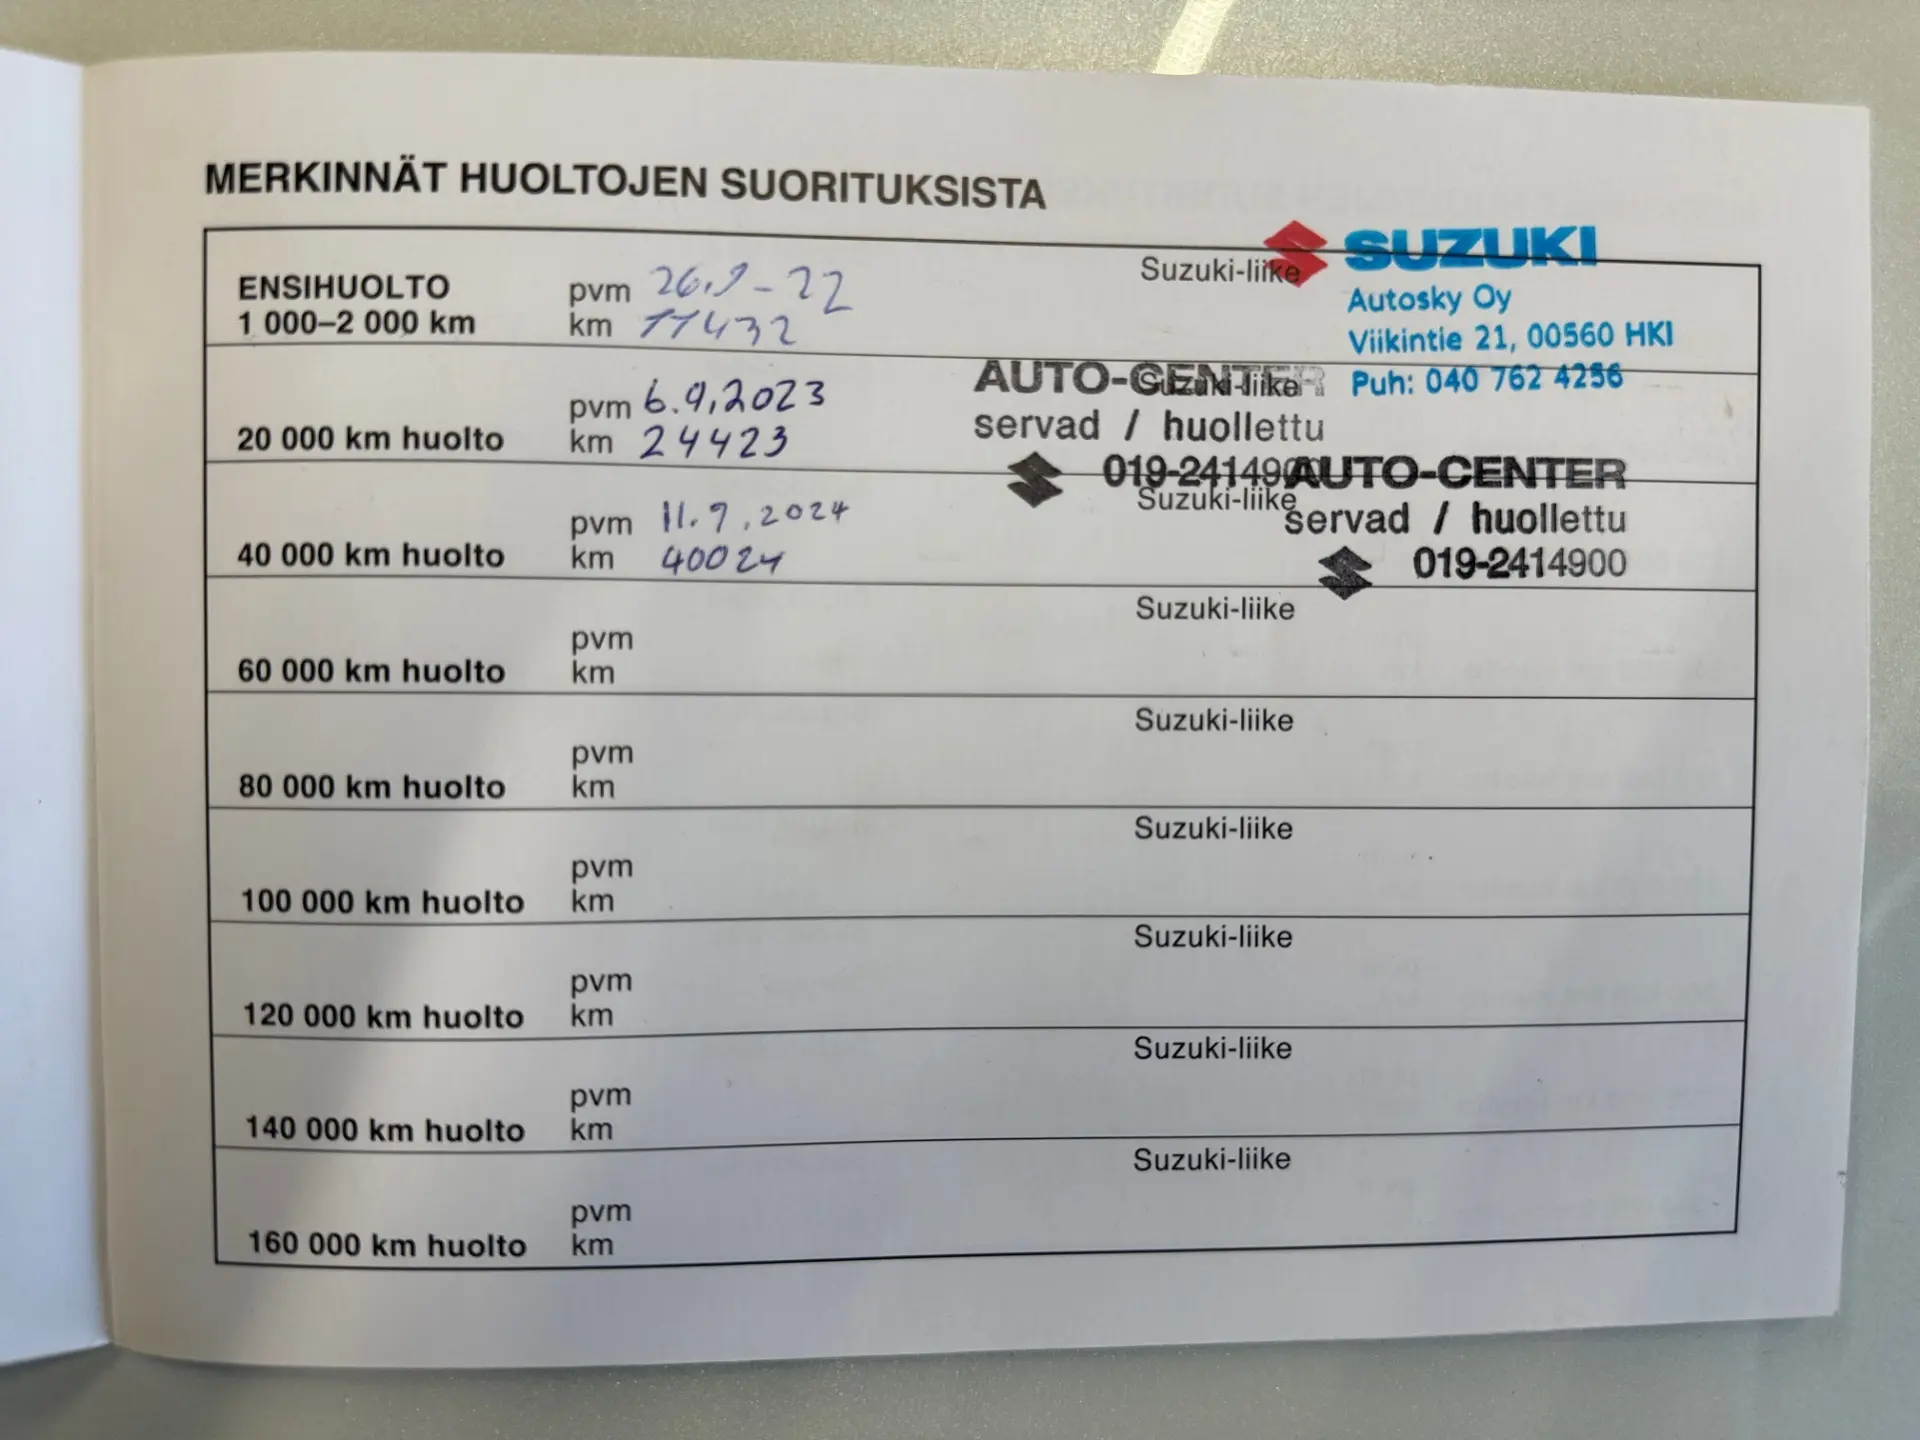 MERKINNÄT HUOLTOJEN SUORITUKSISTA
SUZUKI
Autosky Oy
Viikintie 21, 00560 HKI
Puh: 040 762 4256
ENSIHUOLTO
1 000–2 000 km
pvm 26.9-22
km 11432
Suzuki-liike
20 000 km huolto
pvm 6.9.2023
km 24423
Suzuki-liike
AUTO-CENTER
servad / huollettu
019-2414900
40 000 km huolto
pvm 11.9.2024
km 40024
Suzuki-liike
AUTO-CENTER
servad / huollettu
019-2414900
60 000 km huolto
pvm
km
Suzuki-liike
80 000 km huolto
pvm
km
Suzuki-liike
100 000 km huolto
pvm
km
Suzuki-liike
120 000 km huolto
pvm
km
Suzuki-liike
140 000 km huolto
pvm
km
Suzuki-liike
160 000 km huolto
pvm
km
Suzuki-liike